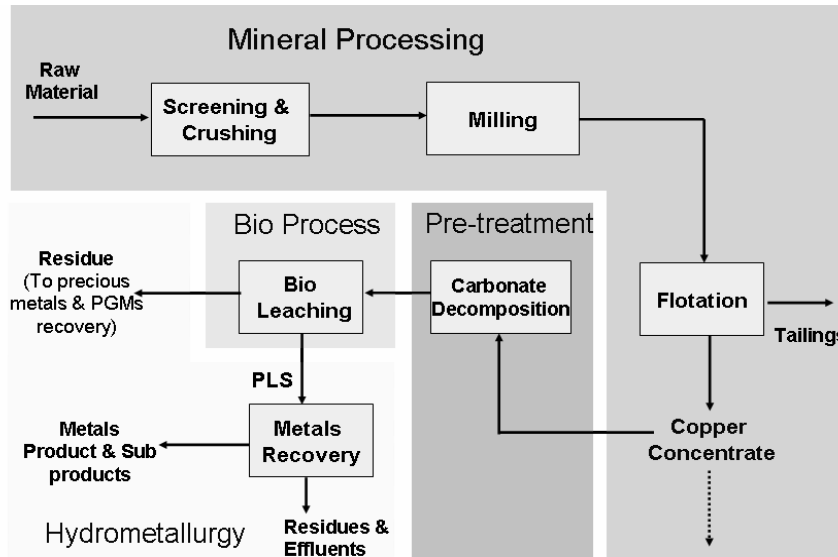 Mineral Processing
Raw
Material
Screening &
Crushing
Milling
Bio Process
Pre-treatment
Residue
(To precious
metals & PGMs
recovery)
Bio
Leaching
Carbonate
Decomposition
Flotation
Tailings
PLS
Metals
Product & Sub
products
Metals
Recovery
Copper
Concentrate
Hydrometallurgy
Residues &
Effluents